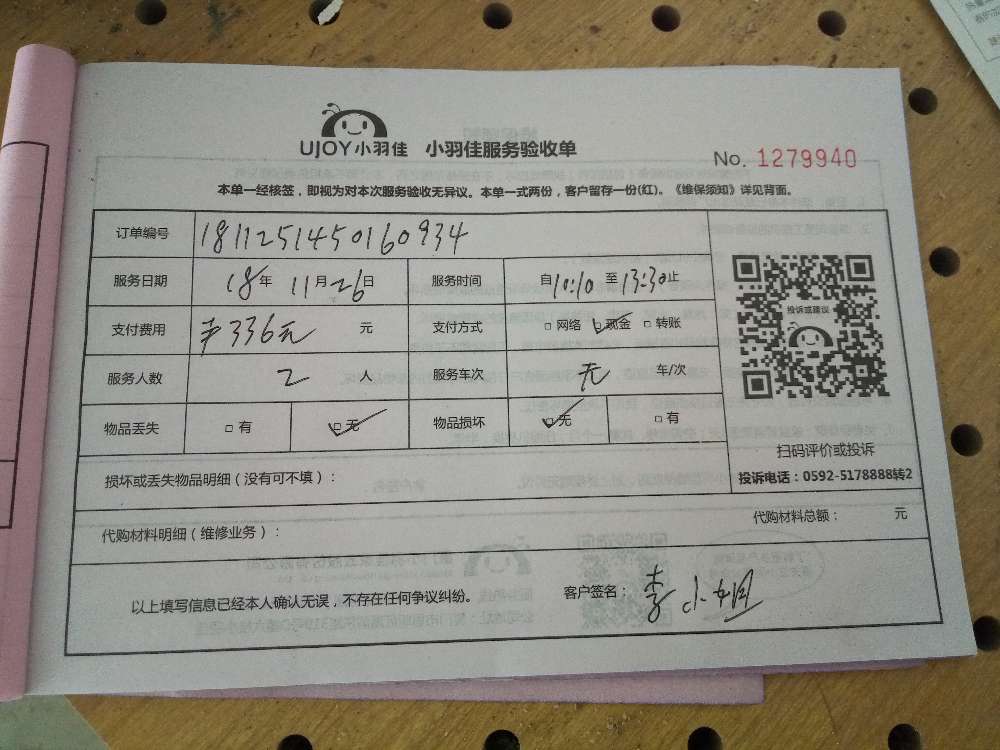 UJOY小羽佳 小羽佳服务验收单
No. 1279940
本单一经核签，即视为对本次服务验收无异议。本单一式两份，客户留存一份(红)。《维保须知》详见背面。
订单编号 1811251450160934
服务日期 18年 11月26日 服务时间 自10:10 至13:30止
支付费用 ¥336元 元 支付方式 □ 网络 □ 现金 □ 转账
投诉或建议
服务人数 2 人 服务车次 无 车/次
物品丢失 □ 有 □ 无 物品损坏 □ 无 □ 有
扫码评价或投诉
损坏或丢失物品明细（没有可不填）：
投诉电话：0592-5178888转2
代购材料明细（维修业务）：
代购材料总额： 元
以上填写信息已经本人确认无误，不存在任何争议纠纷。
客户签名：李小